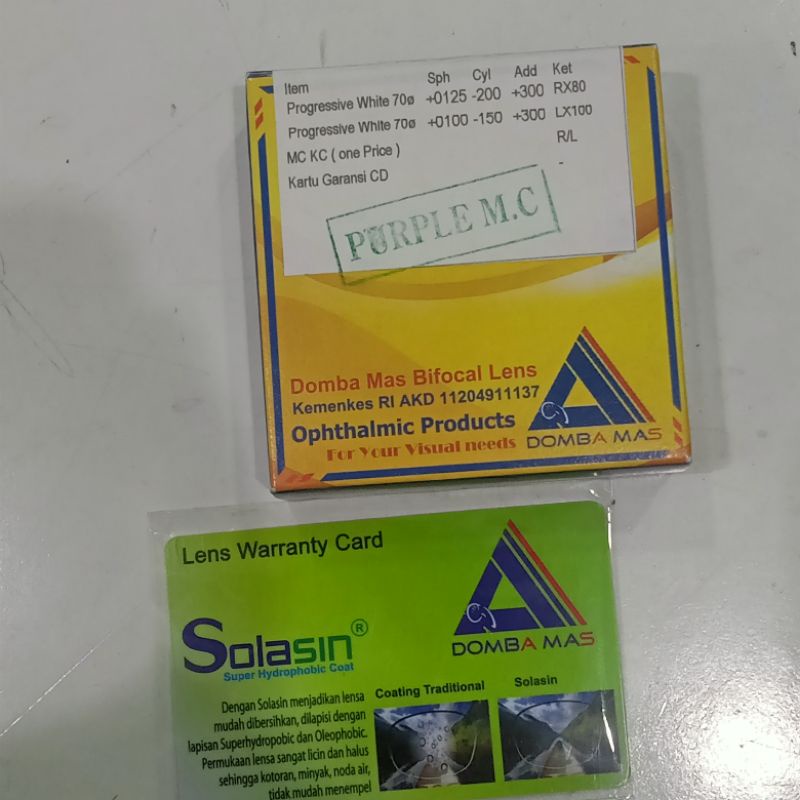 Item Sph Cyl Add Ket
Progressive White 70ø +0125 -200 +300 RX80
Progressive White 70ø +0100 -150 +300 LX100
MC KC ( one Price ) R/L
Kartu Garansi CD -
PURPLE M.C
Domba Mas Bifocal Lens
Kemenkes RI AKD 11204911137
Ophthalmic Products
For Your Visual needs
DOMBA MAS
Lens Warranty Card
DOMBA MAS
Solasin®
Super Hydrophobic Coat
Dengan Solasin menjadikan lensa
mudah dibersihkan, dilapisi dengan
lapisan Superhydropobic dan Oleophobic.
Permukaan lensa sangat licin dan halus
sehingga kotoran, minyak, noda air,
tidak mudah menempel
Coating Traditional
Solasin